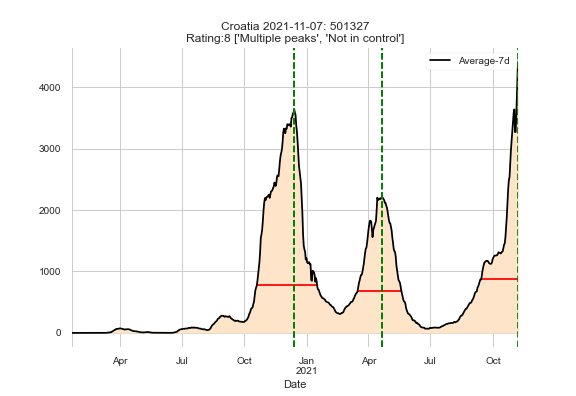 Croatia 2021-11-07: 501327
Rating:8 ['Multiple peaks', 'Not in control']
Average-7d
4000
3000
2000
1000
0
Apr Jul Oct Jan Apr Jul Oct
2021
Date